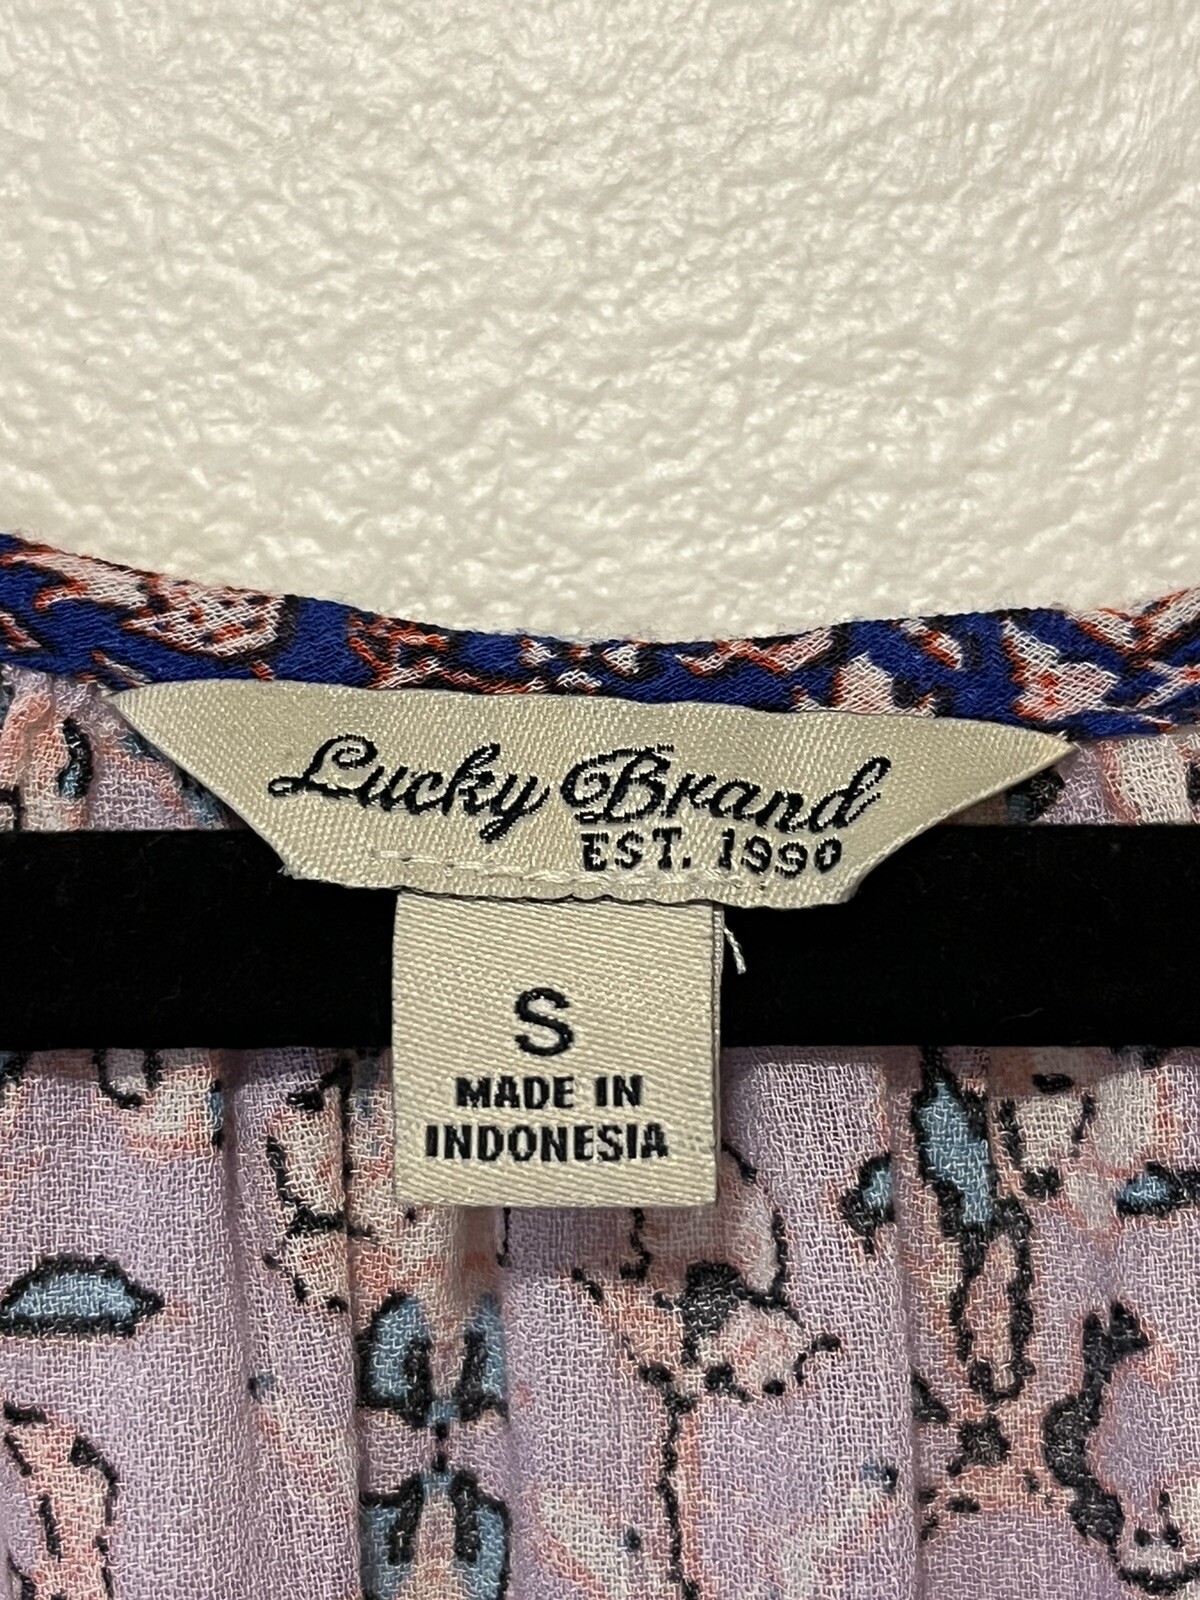 Lucky Brand
EST. 1990
S
MADE IN
INDONESIA